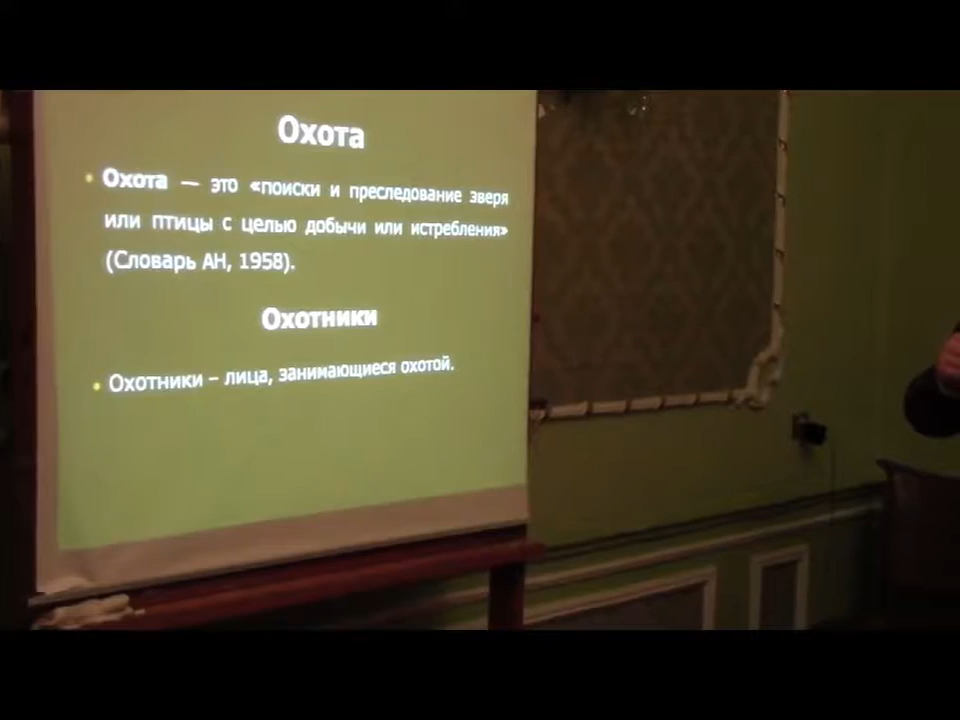 Охота
• Охота — это «поиски и преследование зверя
или птицы с целью добычи или истребления»
(Словарь АН, 1958).
Охотники
• Охотники – лица, занимающиеся охотой.